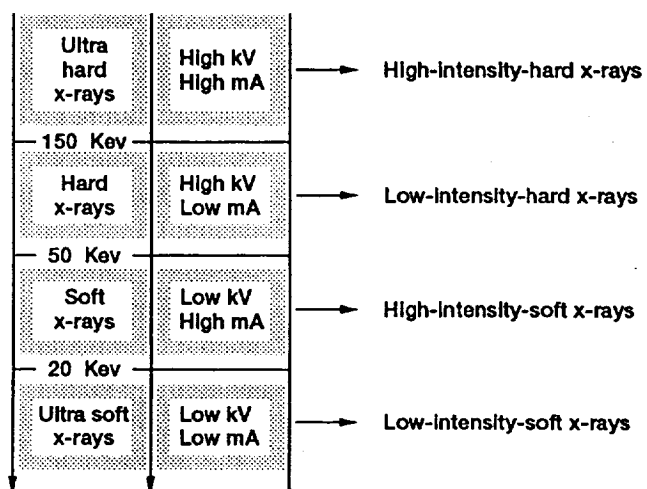 Ultra
hard
x-rays
High kV
High mA
High-intensity-hard x-rays
150 Kev
Hard
x-rays
High kV
Low mA
Low-intensity-hard x-rays
50 Kev
Soft
x-rays
Low kV
High mA
High-intensity-soft x-rays
20 Kev
Ultra soft
x-rays
Low kV
Low mA
Low-intensity-soft x-rays